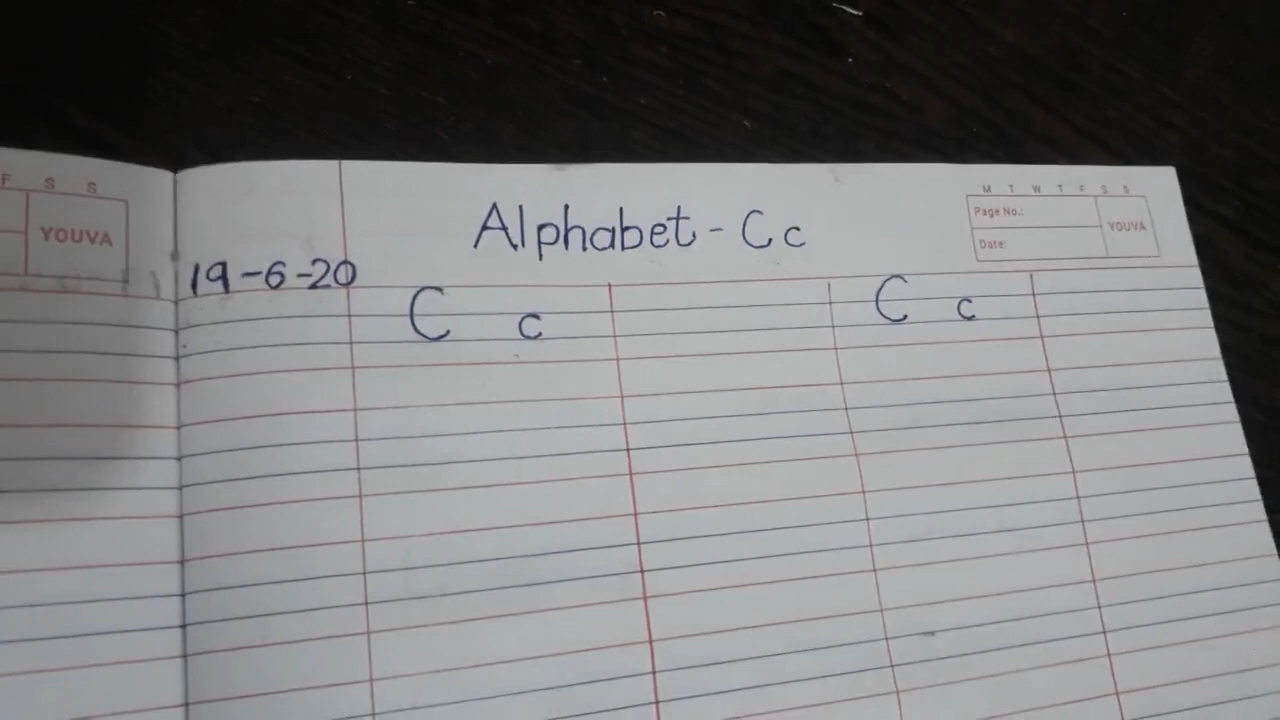 F S S
YOUVA
M T W T F S S
Page No.:
YOUVA
Date:
Alphabet - Cc
19-6-20
C c C c